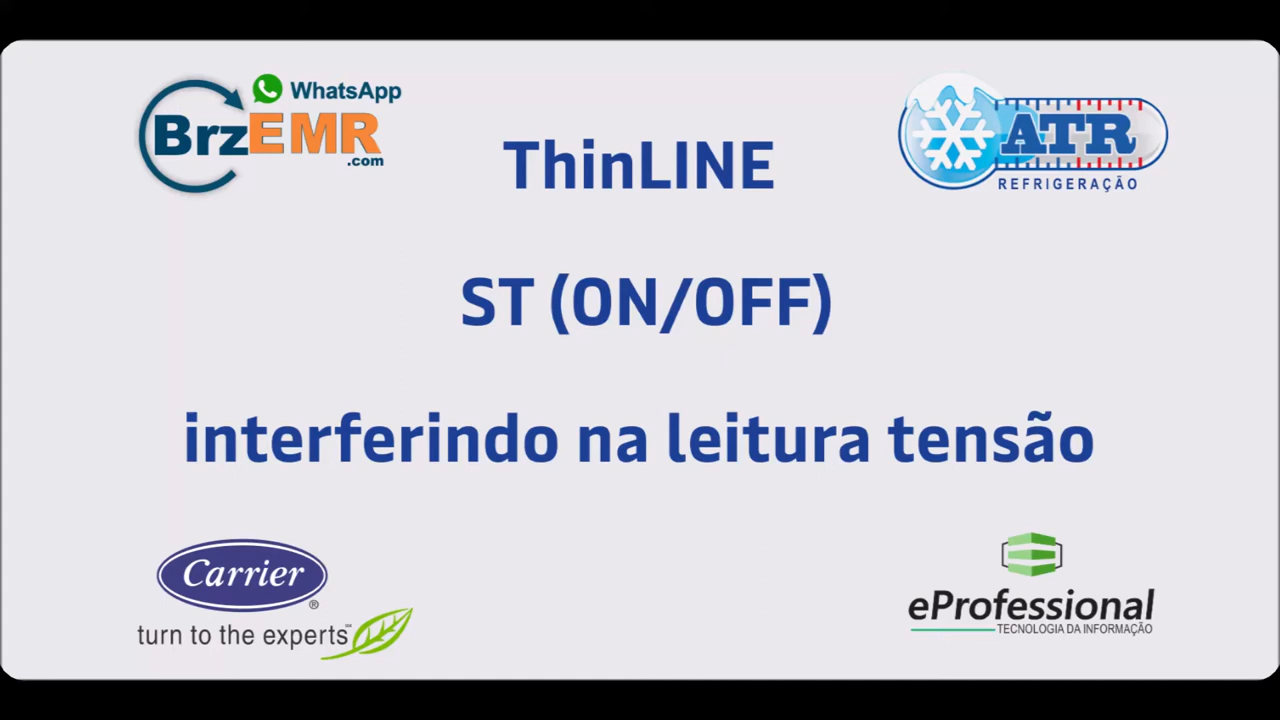 WhatsApp
BrzEMR
.com
ThinLINE
ATR
REFRIGERAÇÃO
ST (ON/OFF)
interferindo na leitura tensão
Carrier
®
turn to the experts℠
eProfessional
TECNOLOGIA DA INFORMAÇÃO